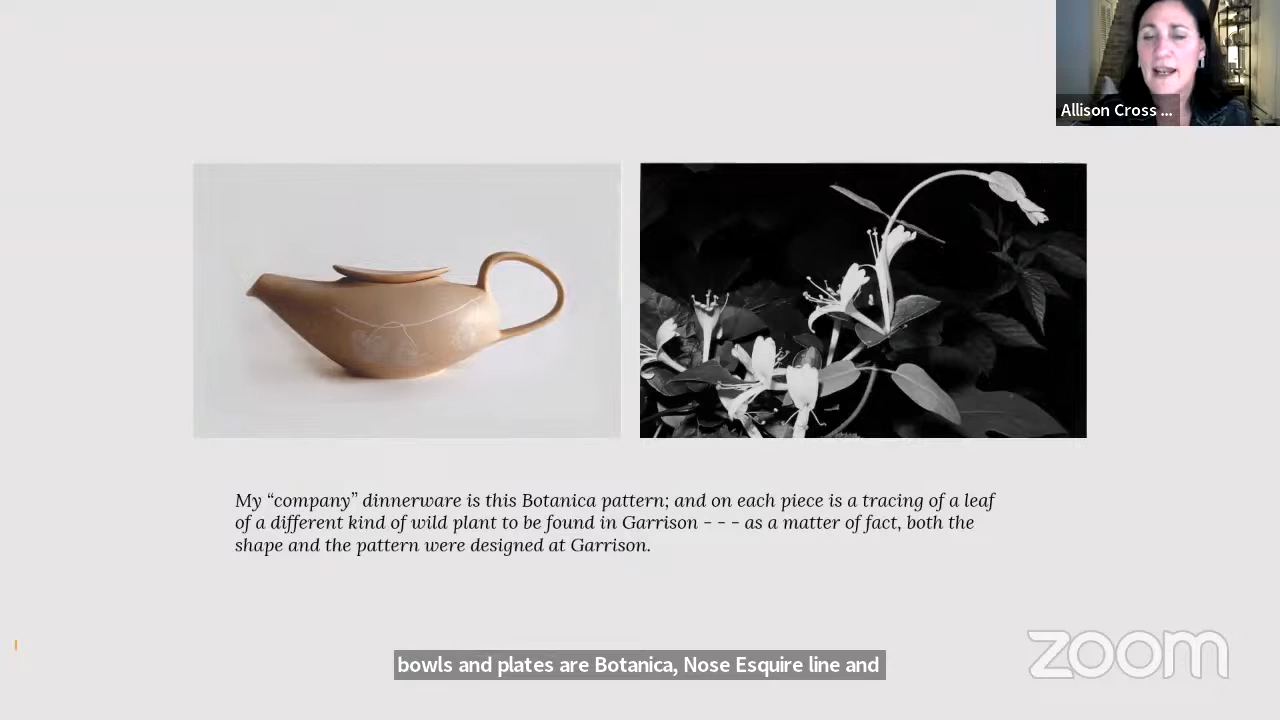 Allison Cross ...
My “company” dinnerware is this Botanica pattern; and on each piece is a tracing of a leaf
of a different kind of wild plant to be found in Garrison - - - as a matter of fact, both the
shape and the pattern were designed at Garrison.
bowls and plates are Botanica, Nose Esquire line and
zoom